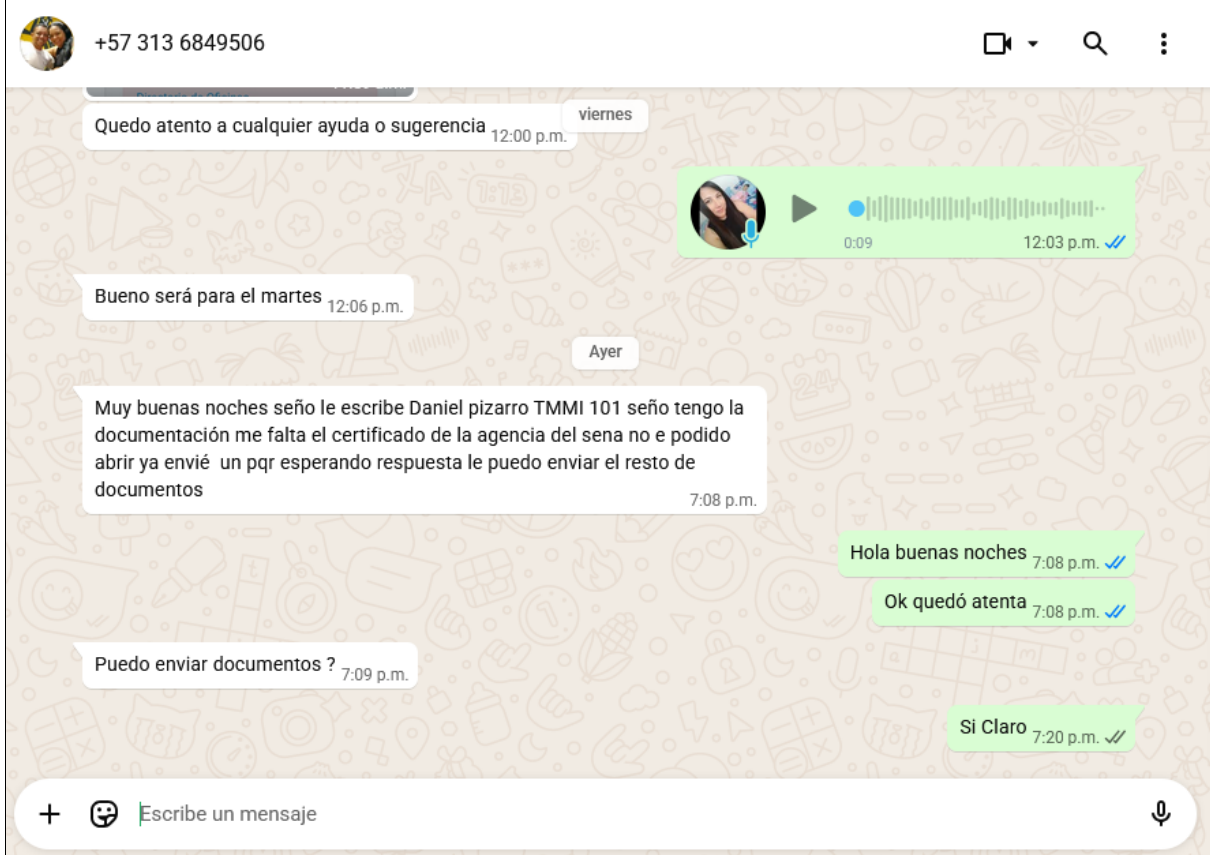 +57 313 6849506
Directorio de Oficinas
viernes
Quedo atento a cualquier ayuda o sugerencia 12:00 p.m.
0:09 12:03 p.m.
Bueno será para el martes 12:06 p.m.
Ayer
Muy buenas noches seño le escribe Daniel pizarro TMMI 101 seño tengo la
documentación me falta el certificado de la agencia del sena no e podido
abrir ya envié un pqr esperando respuesta le puedo enviar el resto de
documentos
7:08 p.m.
Hola buenas noches 7:08 p.m.
Ok quedó atenta 7:08 p.m.
Puedo enviar documentos ? 7:09 p.m.
Si Claro 7:20 p.m.
Escribe un mensaje